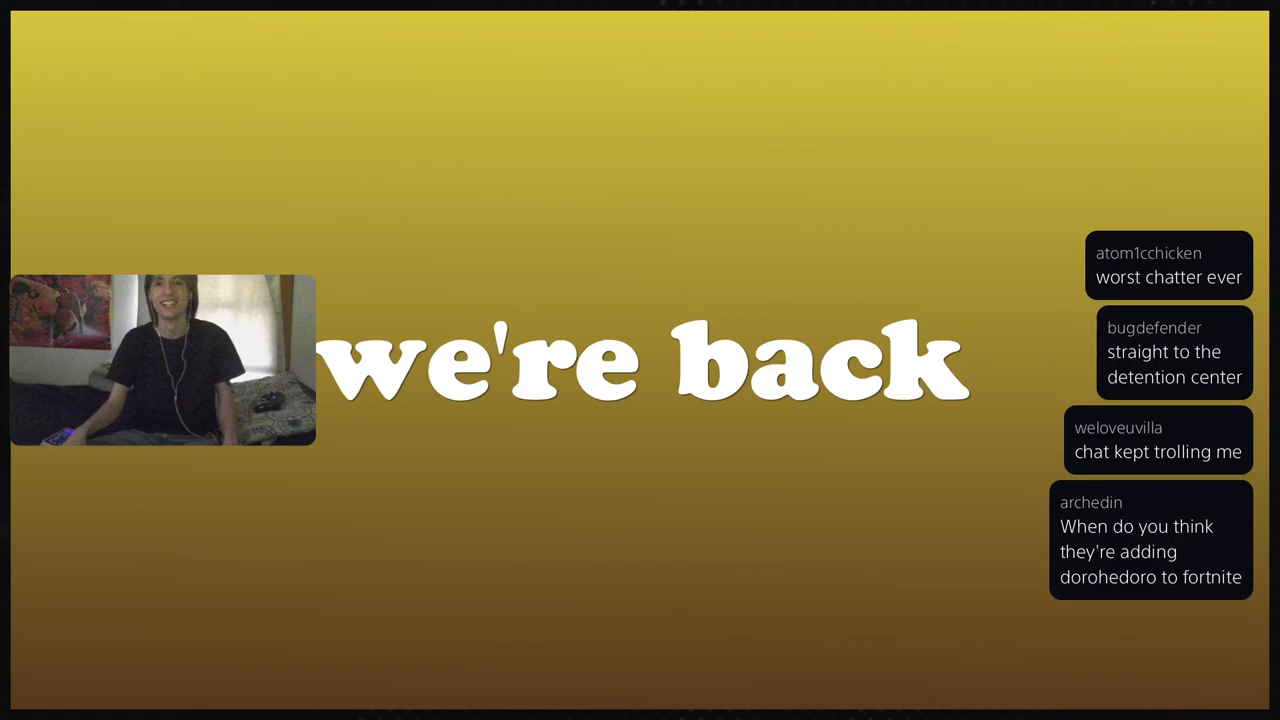 we're back
atom1cchicken
worst chatter ever
bugdefender
straight to the
detention center
weloveuvilla
chat kept trolling me
archedin
When do you think
they're adding
dorohedoro to fortnite